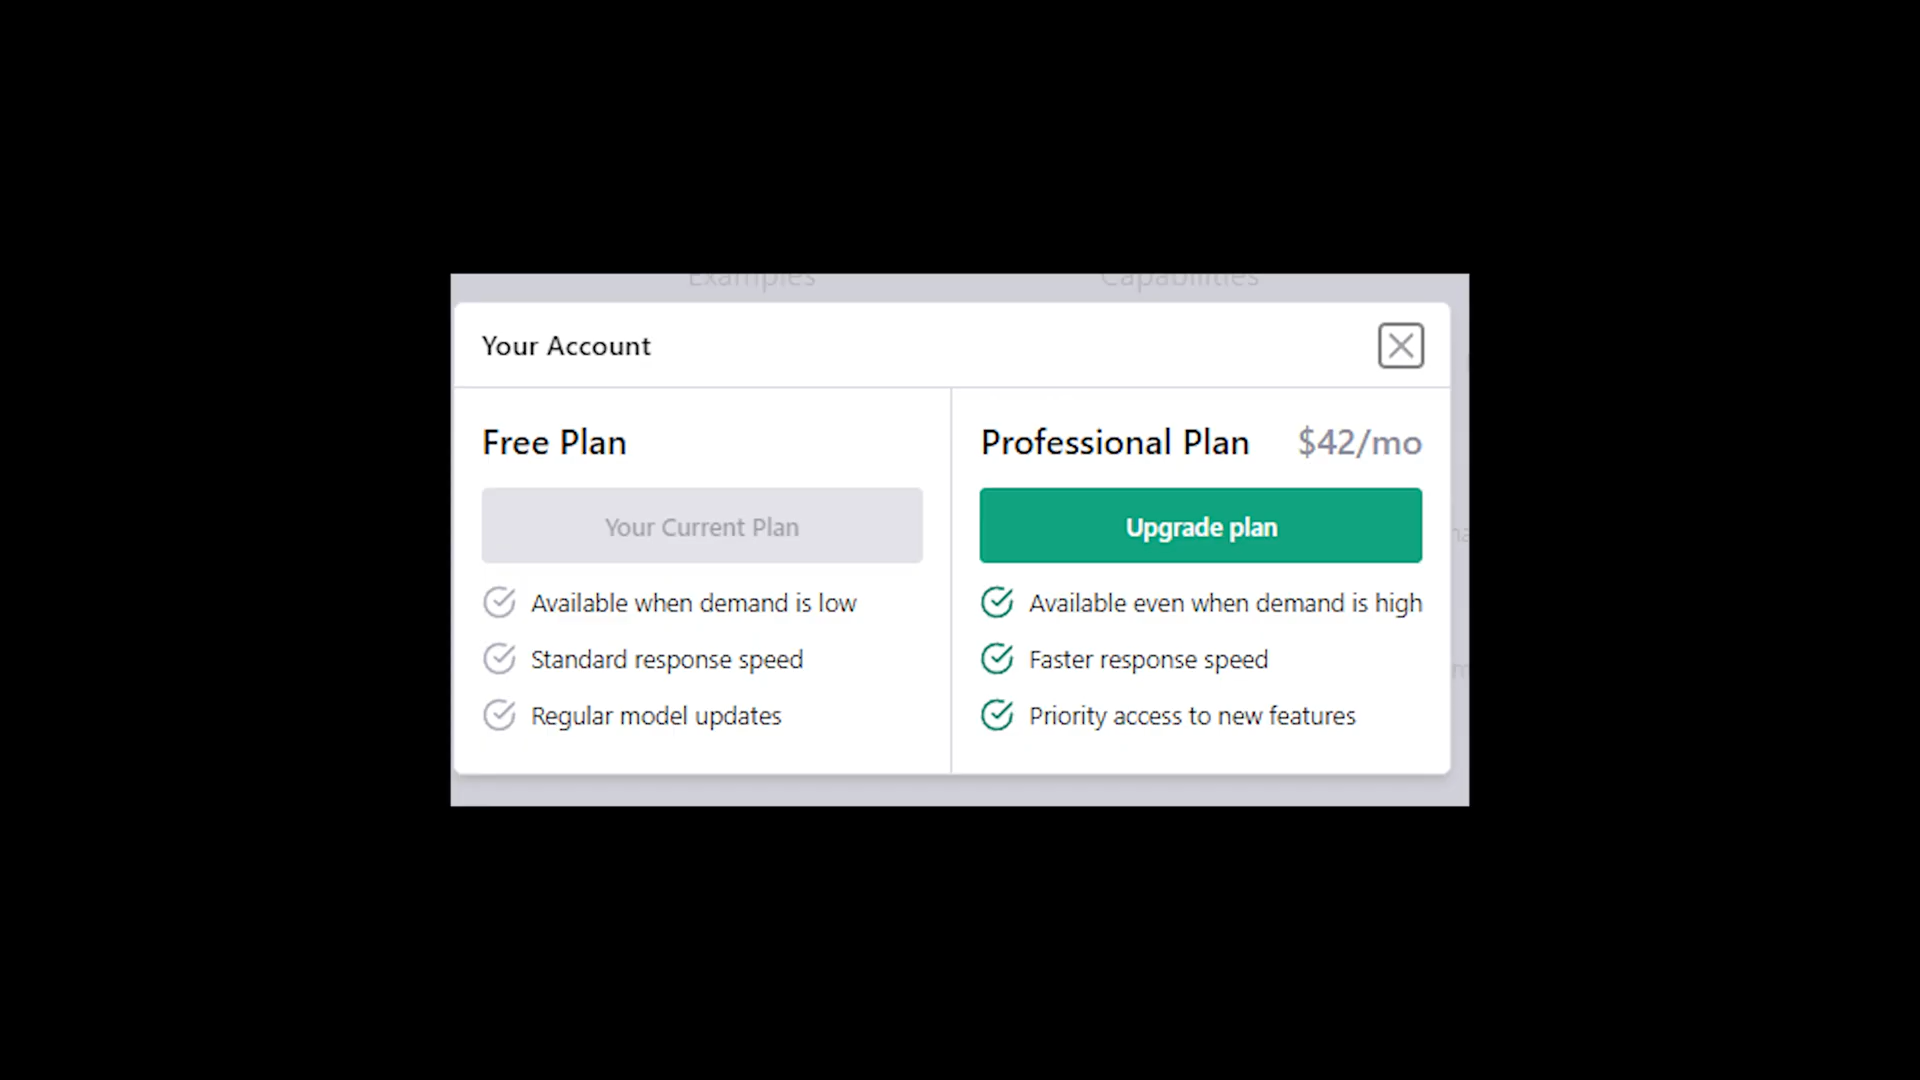 Examples
Capabilities
Your Account
Free Plan
Your Current Plan
Available when demand is low
Standard response speed
Regular model updates
Professional Plan $42/mo
Upgrade plan
Available even when demand is high
Faster response speed
Priority access to new features